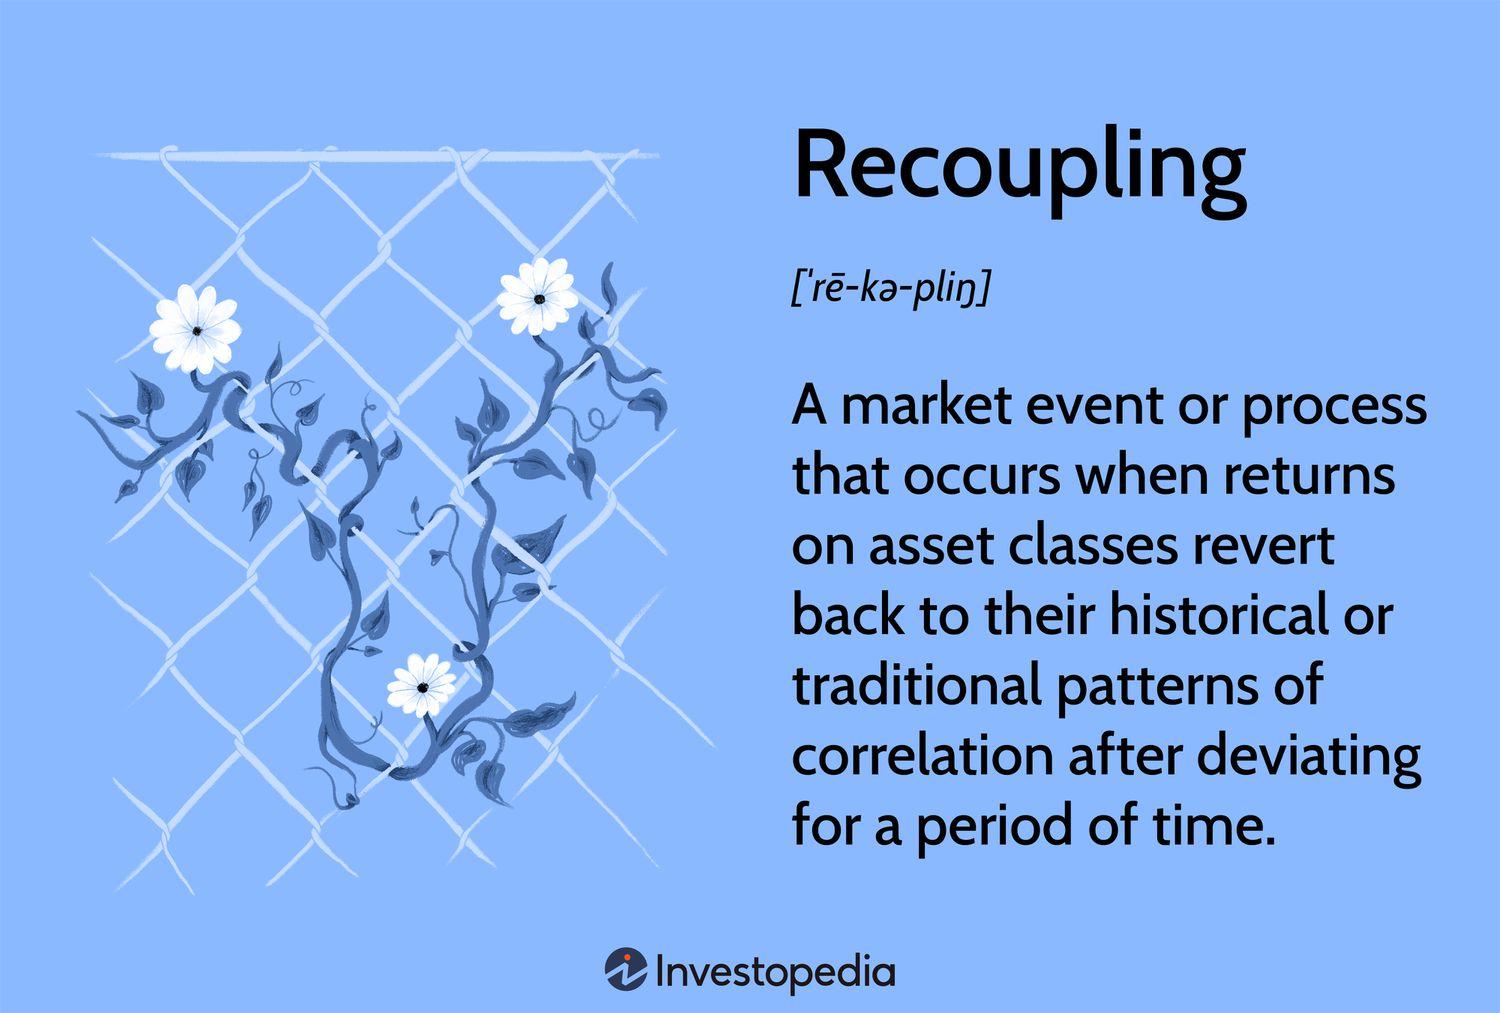 Recoupling
[ˈrē-kə-pliŋ]
A market event or process
that occurs when returns
on asset classes revert
back to their historical or
traditional patterns of
correlation after deviating
for a period of time.
Investopedia